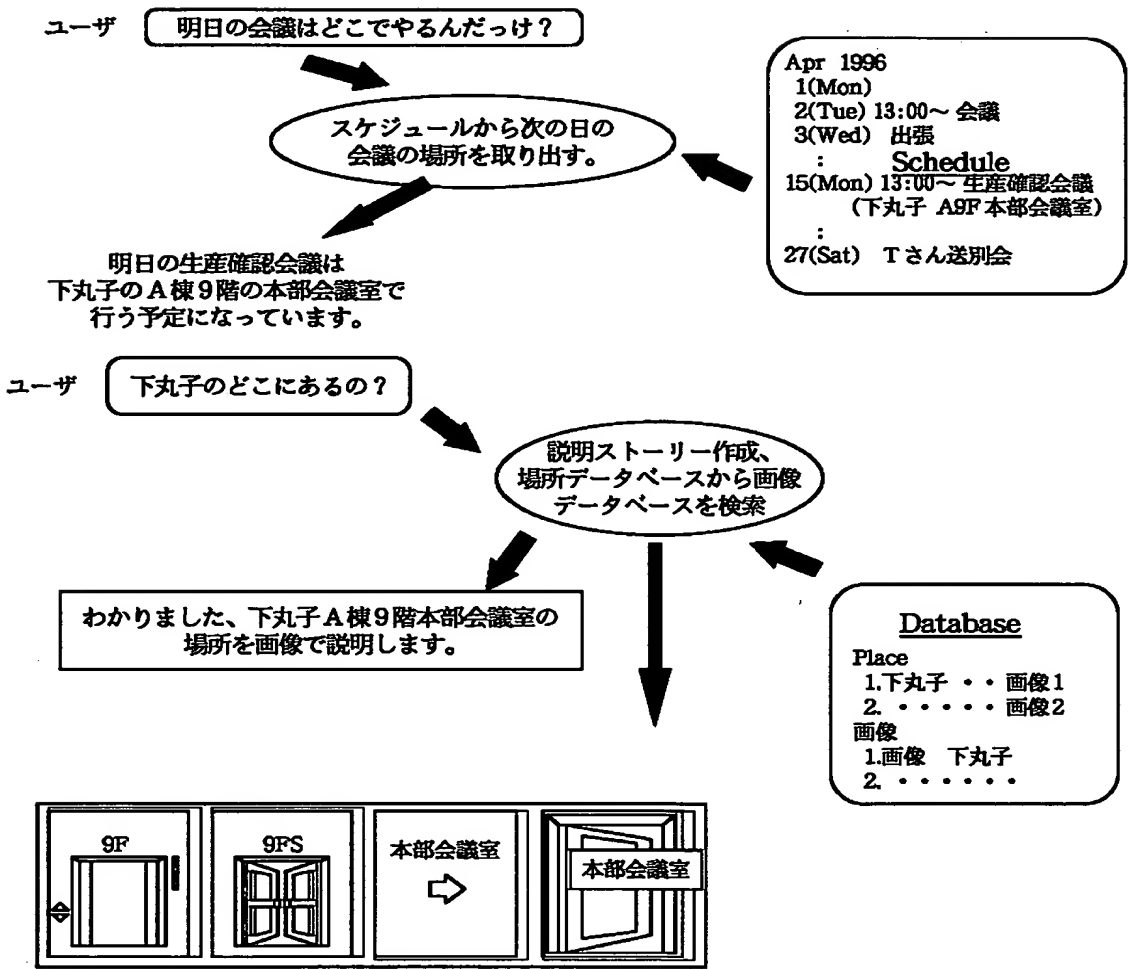 ユーザ 明日の会議はどこでやるんだっけ？
スケジュールから次の日の
会議の場所を取り出す。
Apr 1996
1(Mon)
2(Tue) 13:00～ 会議
3(Wed) 出張
: Schedule
15(Mon) 13:00～ 生産確認会議
(下丸子 A9F本部会議室)
:
27(Sat) Tさん送別会
明日の生産確認会議は
下丸子のA棟9階の本部会議室で
行う予定になっています。
ユーザ 下丸子のどこにあるの？
説明ストーリー作成、
場所データベースから画像
データベースを検索
わかりました、下丸子A棟9階本部会議室の
場所を画像で説明します。
Database
Place
1.下丸子 ・・ 画像1
2. ・・・・・ 画像2
画像
1.画像 下丸子
2. ・・・・・・
9F
9FS
本部会議室
本部会議室